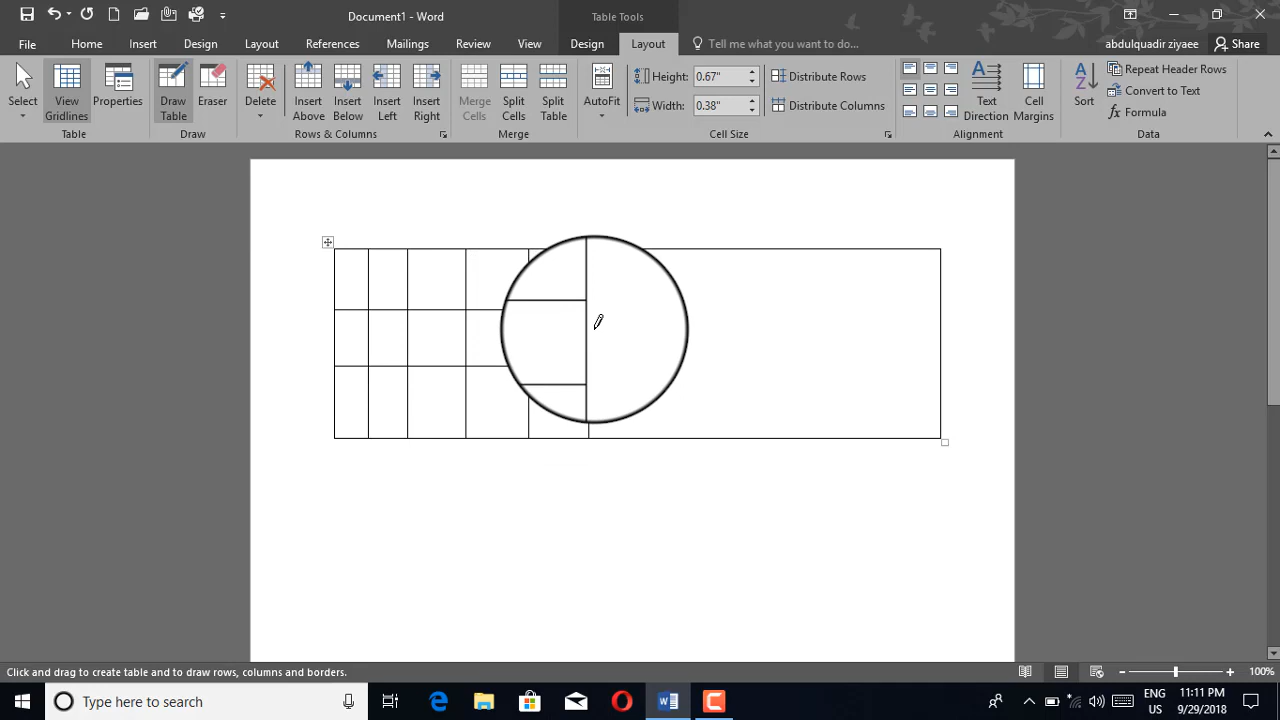 Document1 - Word
Table Tools
File Home Insert Design Layout References Mailings Review View Design Layout Tell me what you want to do... abdulquadir ziyaee Share
Select
View Gridlines
Properties
Table
Draw Table
Eraser
Draw
Delete
Insert Above
Insert Below
Insert Left
Insert Right
Rows & Columns
Merge Cells
Split Cells
Split Table
Merge
AutoFit
Height: 0.67"
Width: 0.38"
Distribute Rows
Distribute Columns
Cell Size
Text Direction
Cell Margins
Alignment
Sort
Repeat Header Rows
Convert to Text
Formula
Data
Click and drag to create table and to draw rows, columns and borders.
100%
Type here to search
ENG
US
11:11 PM
9/29/2018